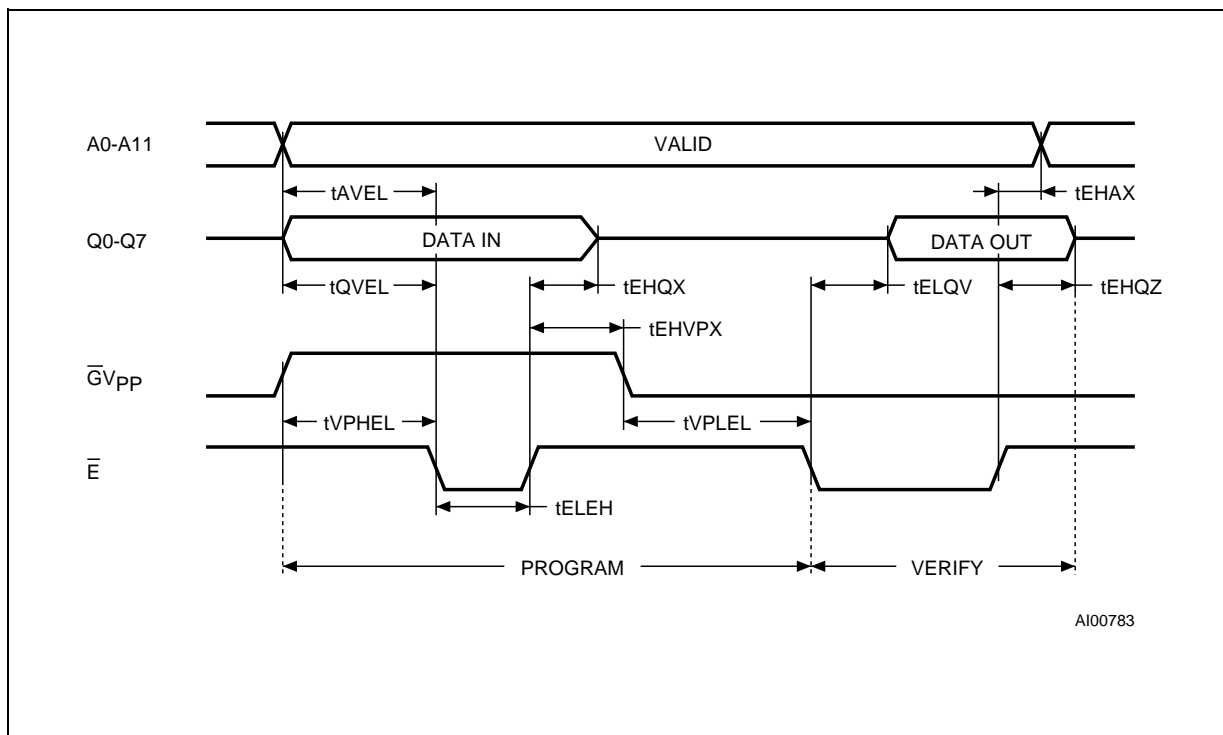 A0-A11
VALID
tAVEL
tEHAX
Q0-Q7
DATA IN
DATA OUT
tQVEL
tEHQX
tELQV
tEHQZ
tEHVPX
G̅VPP
tVPHEL
tVPLEL
E̅
tELEH
PROGRAM
VERIFY
AI00783